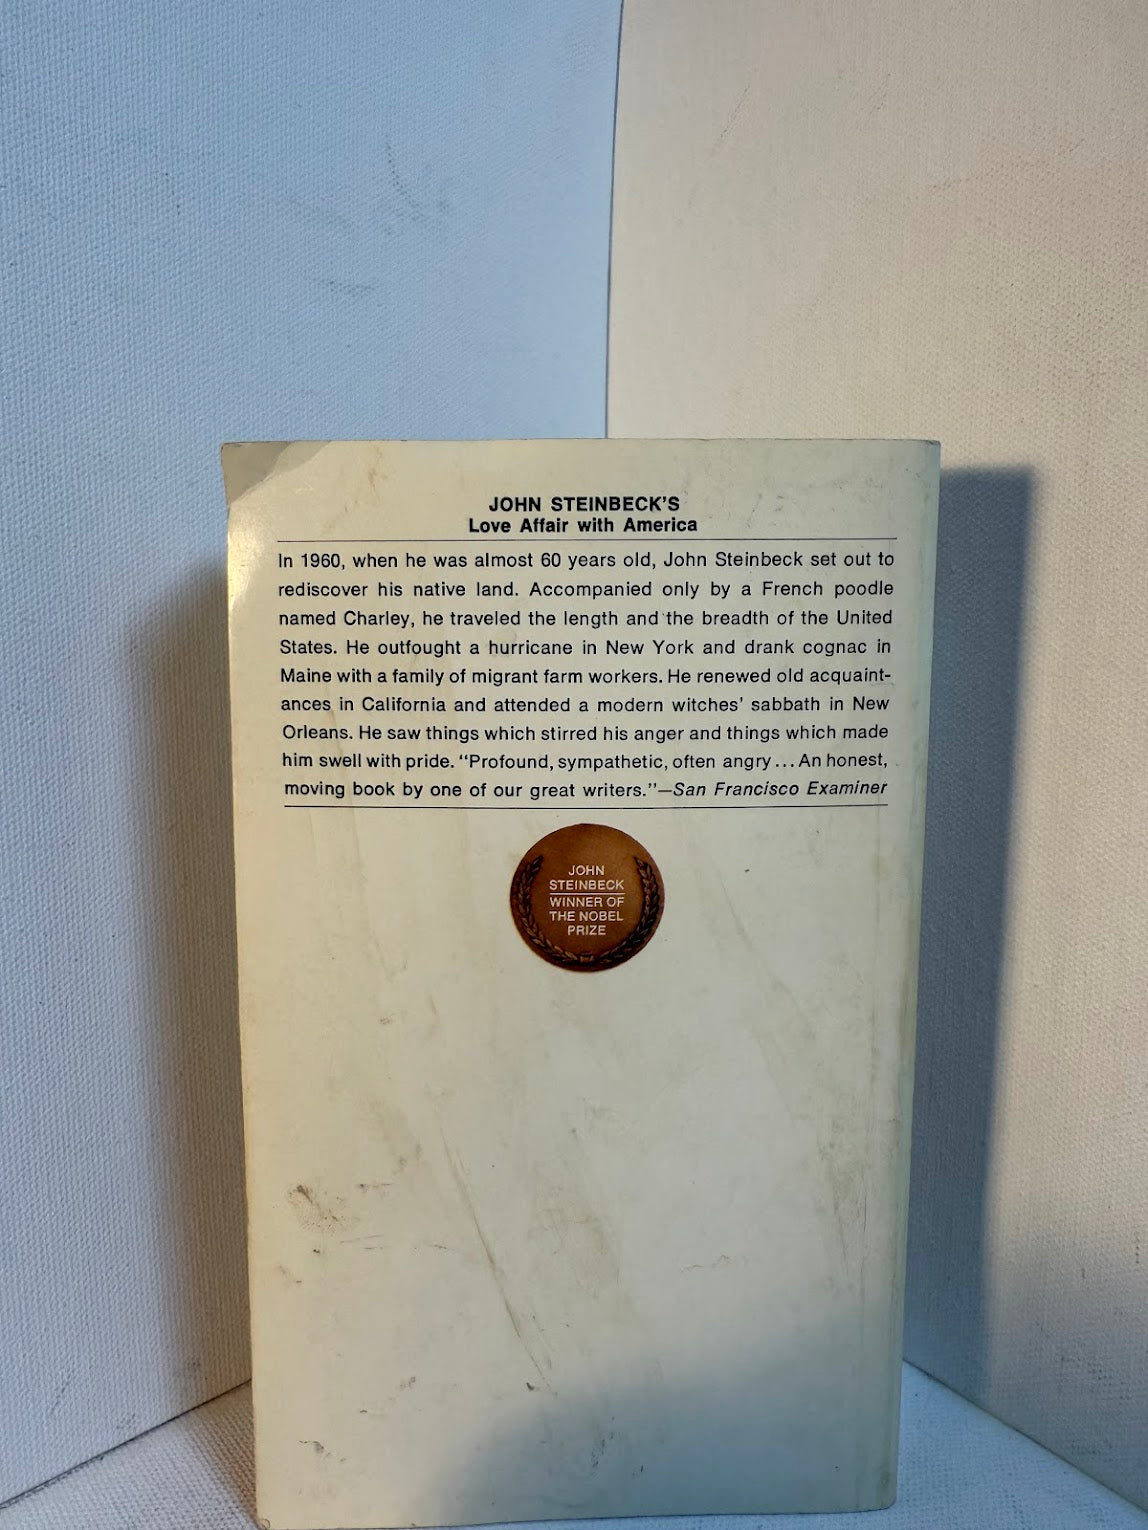 JOHN STEINBECK'S
Love Affair with America
In 1960, when he was almost 60 years old, John Steinbeck set out to
rediscover his native land. Accompanied only by a French poodle
named Charley, he traveled the length and the breadth of the United
States. He outfought a hurricane in New York and drank cognac in
Maine with a family of migrant farm workers. He renewed old acquaint-
ances in California and attended a modern witches' sabbath in New
Orleans. He saw things which stirred his anger and things which made
him swell with pride. "Profound, sympathetic, often angry... An honest,
moving book by one of our great writers."—San Francisco Examiner
JOHN
STEINBECK
WINNER OF
THE NOBEL
PRIZE